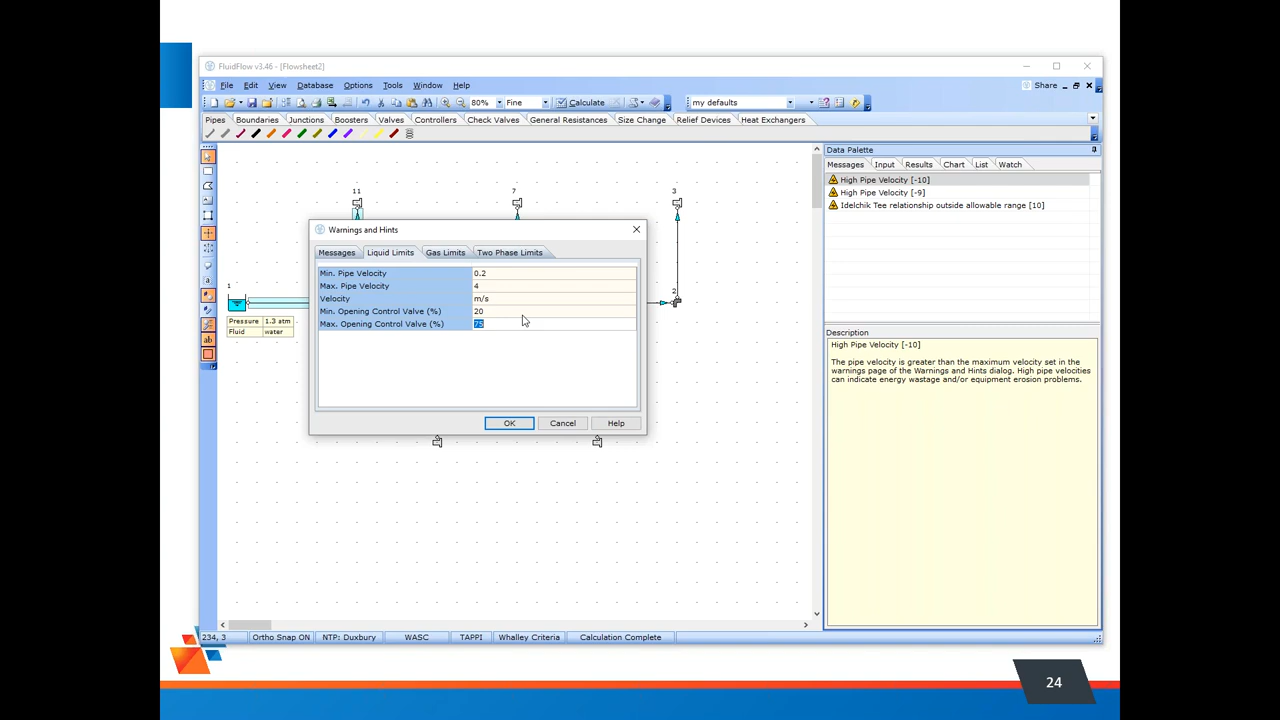 FluidFlow v3.46 - [Flowsheet2]
File Edit View Database Options Tools Window Help
Share
80% Fine Calculate my defaults
Pipes Boundaries Junctions Boosters Valves Controllers Check Valves General Resistances Size Change Relief Devices Heat Exchangers
Data Palette
Messages Input Results Chart List Watch
High Pipe Velocity [-10]
High Pipe Velocity [-9]
Idelchik Tee relationship outside allowable range [10]
11
7
3
1
2
Pressure 1.3 atm
Fluid water
Warnings and Hints
Messages Liquid Limits Gas Limits Two Phase Limits
Min. Pipe Velocity 0.2
Max. Pipe Velocity 4
Velocity m/s
Min. Opening Control Valve (%) 20
Max. Opening Control Valve (%) 75
OK Cancel Help
Description
High Pipe Velocity [-10]
The pipe velocity is greater than the maximum velocity set in the
warnings page of the Warnings and Hints dialog. High pipe velocities
can indicate energy wastage and/or equipment erosion problems.
234, 3 Ortho Snap ON NTP: Duxbury WASC TAPPI Whalley Criteria Calculation Complete
24